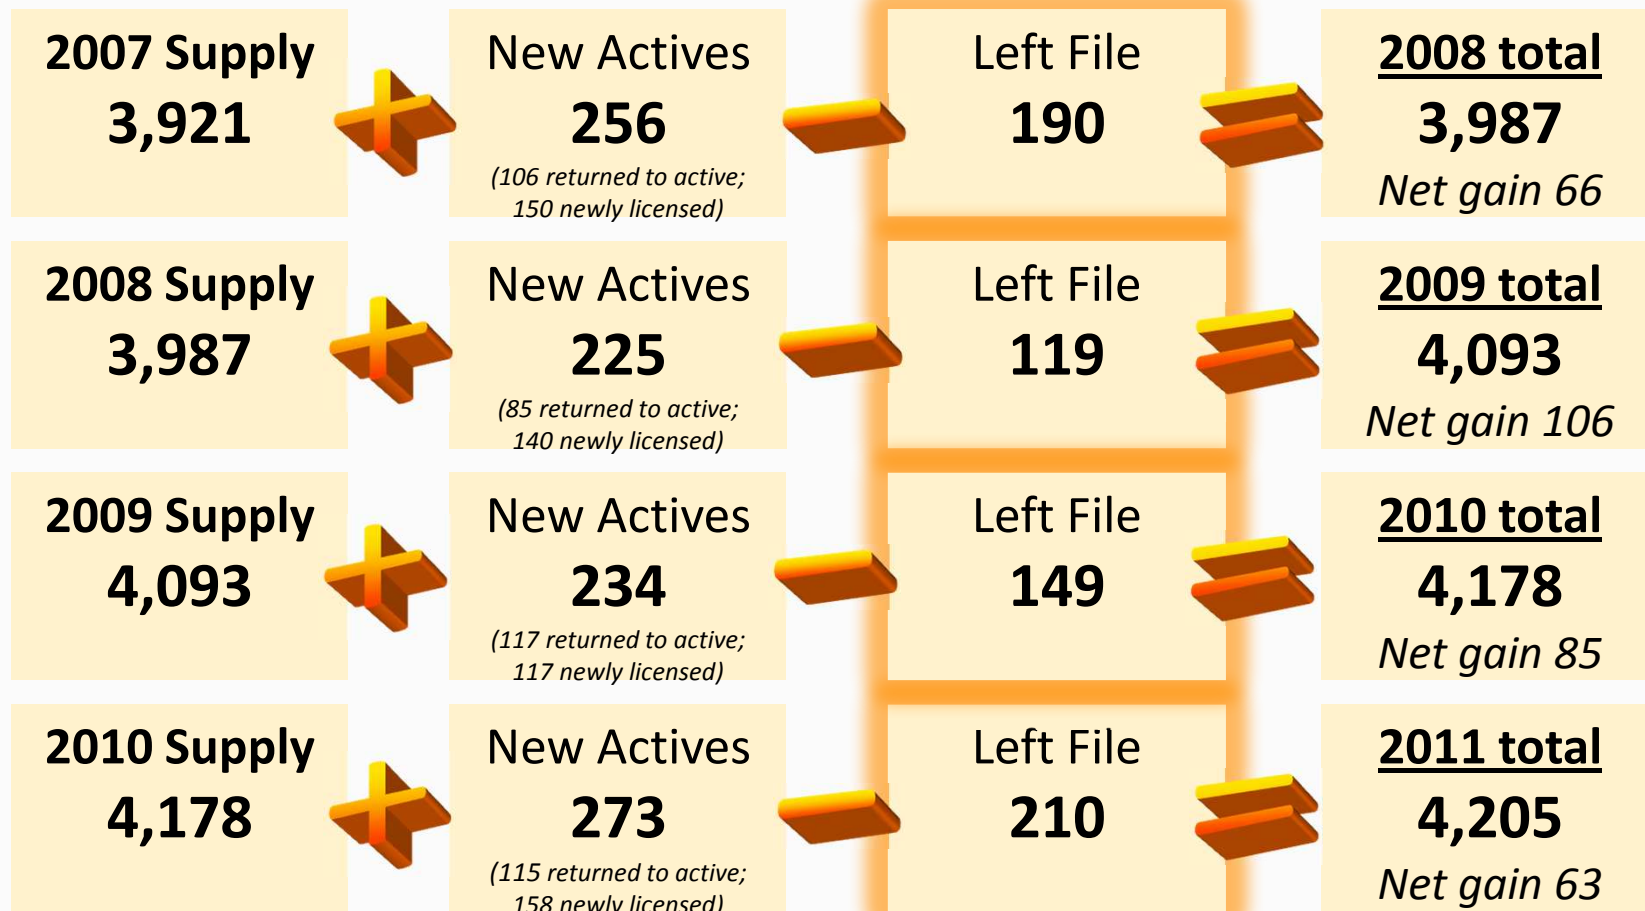 2007 Supply
3,921
New Actives
256
(106 returned to active;
150 newly licensed)
Left File
190
2008 total
3,987
Net gain 66
2008 Supply
3,987
New Actives
225
(85 returned to active;
140 newly licensed)
Left File
119
2009 total
4,093
Net gain 106
2009 Supply
4,093
New Actives
234
(117 returned to active;
117 newly licensed)
Left File
149
2010 total
4,178
Net gain 85
2010 Supply
4,178
New Actives
273
(115 returned to active;
158 newly licensed)
Left File
210
2011 total
4,205
Net gain 63